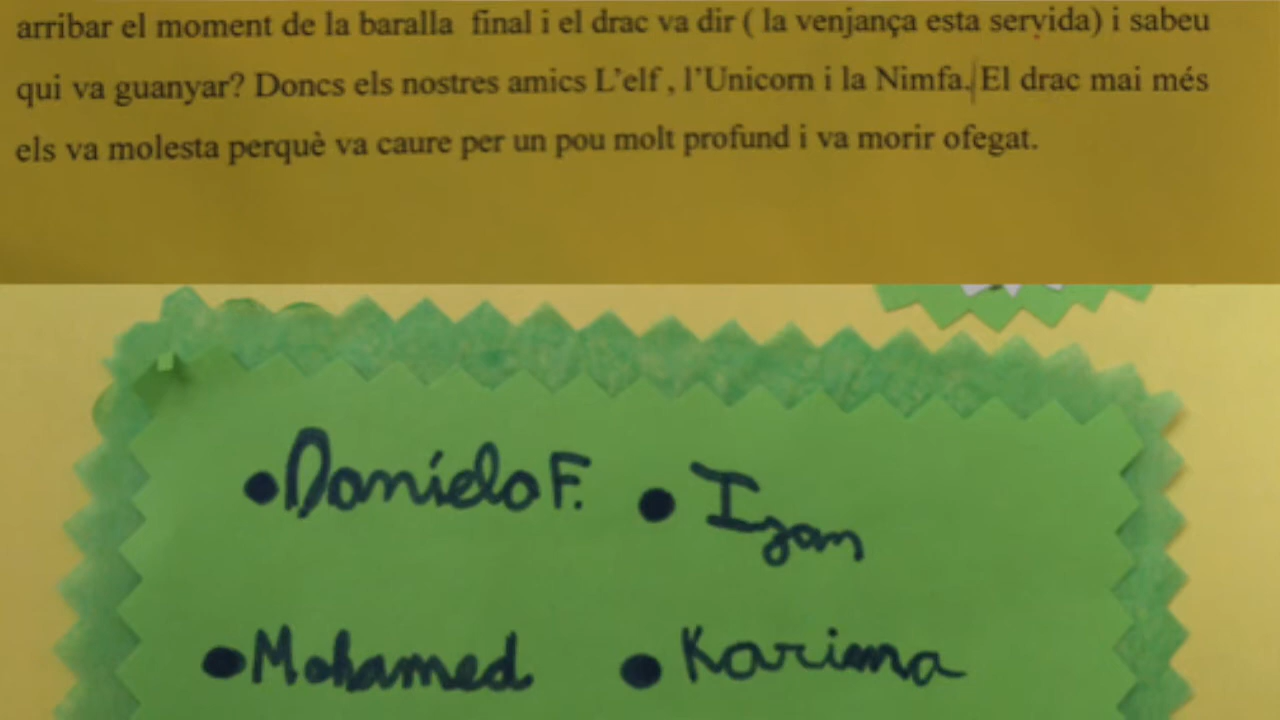 arribar el moment de la baralla final i el drac va dir ( la venjança esta servida) i sabeu
qui va guanyar? Doncs els nostres amics L'elf , l'Unicorn i la Nimfa. El drac mai més
els va molesta perquè va caure per un pou molt profund i va morir ofegat.
•Daniela F. •Izan
•Mohamed •Karima